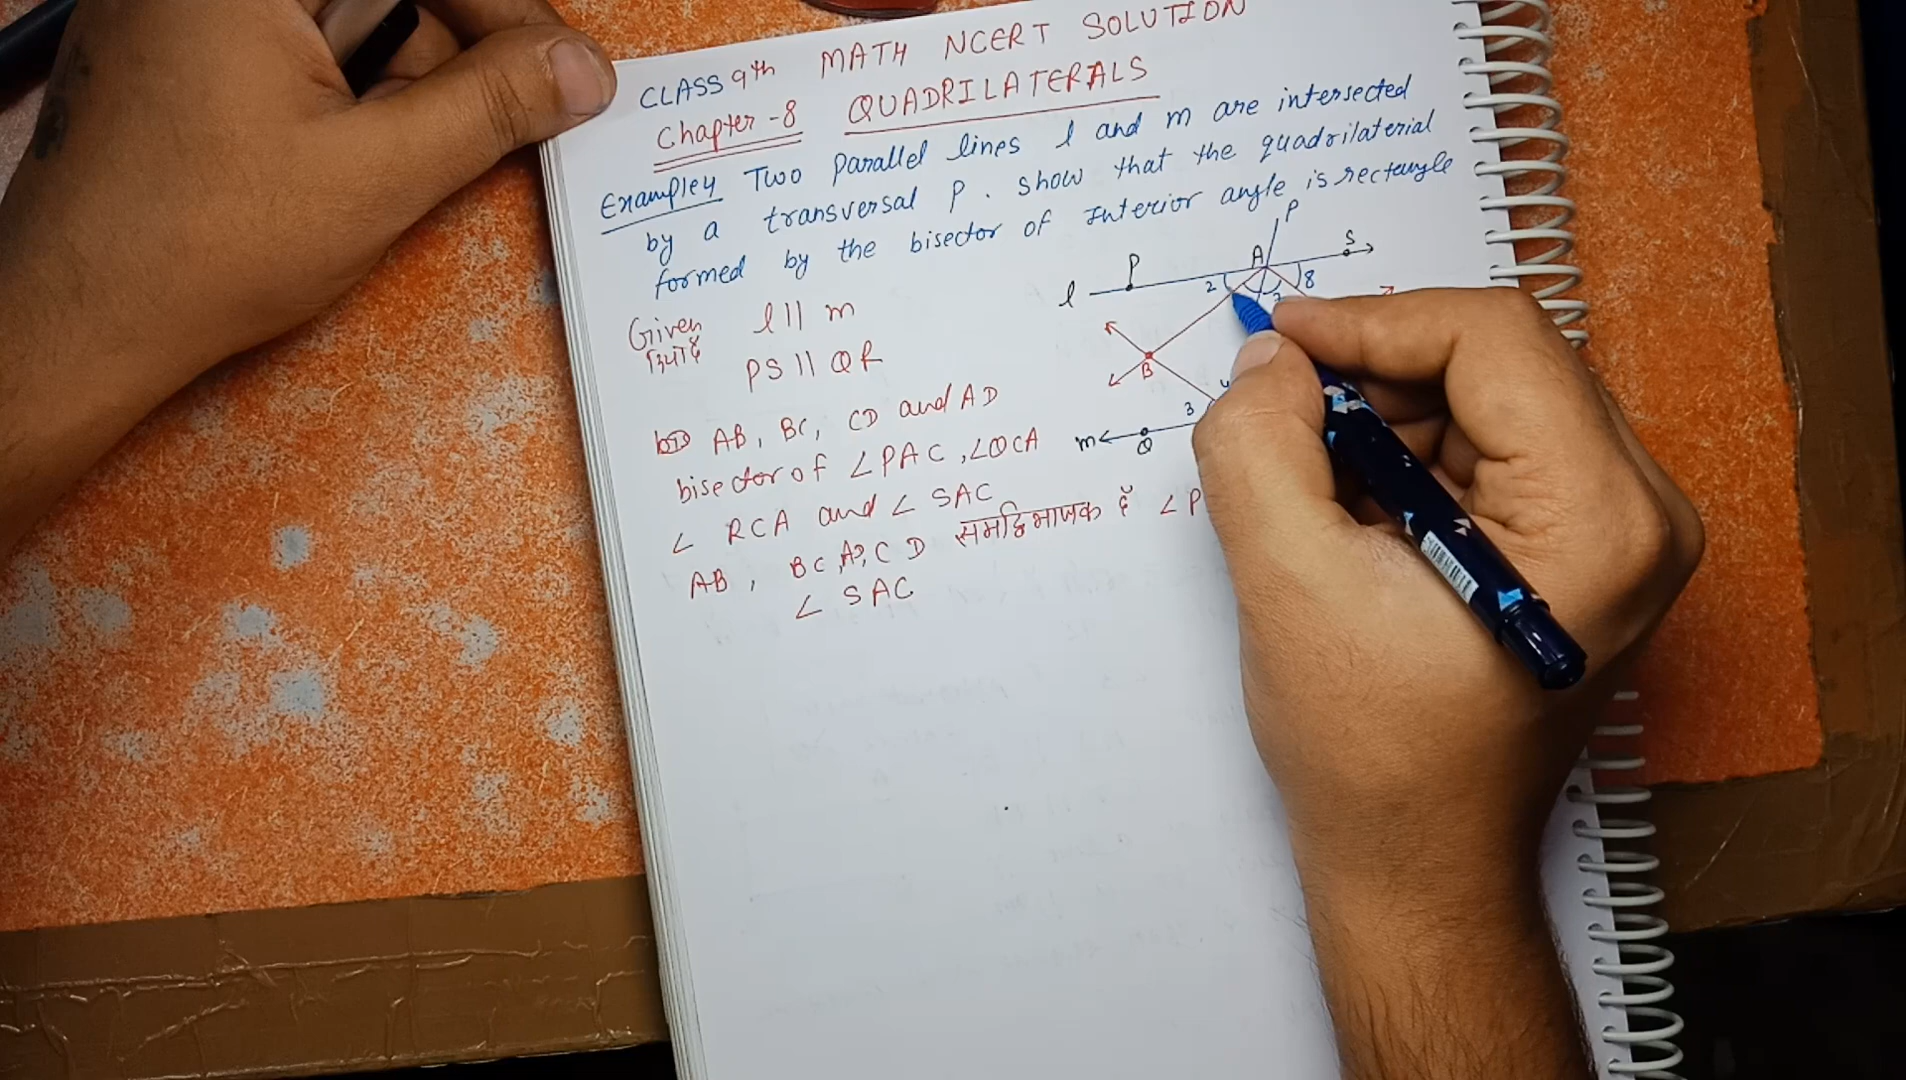 CLASS 9th MATH NCERT SOLUTION
Chapter -8 QUADRILATERALS
Example4 Two parallel lines l and m are intersected
by a transversal P. show that the quadrilaterial
formed by the bisector of Interior angle is rectangle
P
A
S
P
l
2
8
B
3
4
m
Q
Given l || m
PS || QR
AB, BC, CD and AD
bisector of ∠PAC, ∠QCA
∠ RCA and ∠ SAC
AB, BC, AD, CD समद्विभाजक हैं ∠P
∠ SAC